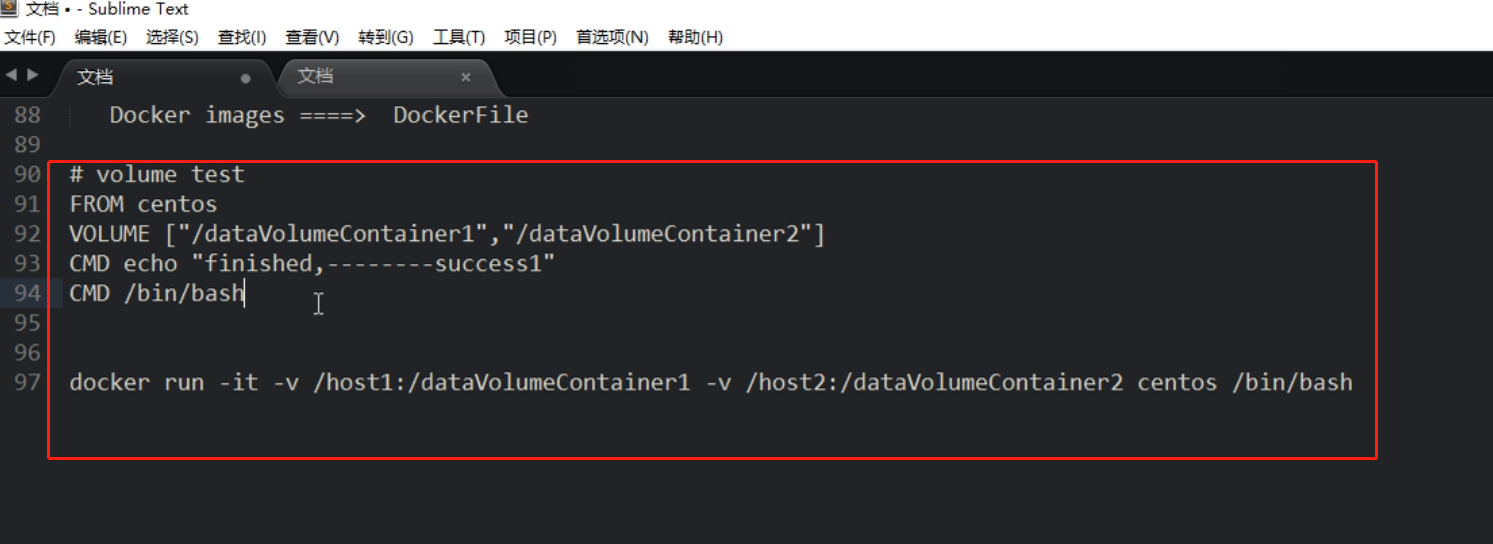 文档 • - Sublime Text
文件(F) 编辑(E) 选择(S) 查找(I) 查看(V) 转到(G) 工具(T) 项目(P) 首选项(N) 帮助(H)
文档 文档
88 Docker images ====> DockerFile
89
90 # volume test
91 FROM centos
92 VOLUME ["/dataVolumeContainer1","/dataVolumeContainer2"]
93 CMD echo "finished,--------success1"
94 CMD /bin/bash
95
96
97 docker run -it -v /host1:/dataVolumeContainer1 -v /host2:/dataVolumeContainer2 centos /bin/bash